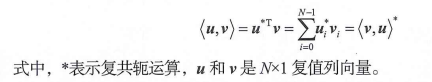 ⟨u,v⟩ = u*ᵀv = ∑_{i=0}^{N-1} u_i^* v_i = ⟨v,u⟩*
式中，*表示复共轭运算，u 和 v 是 N×1 复值列向量。